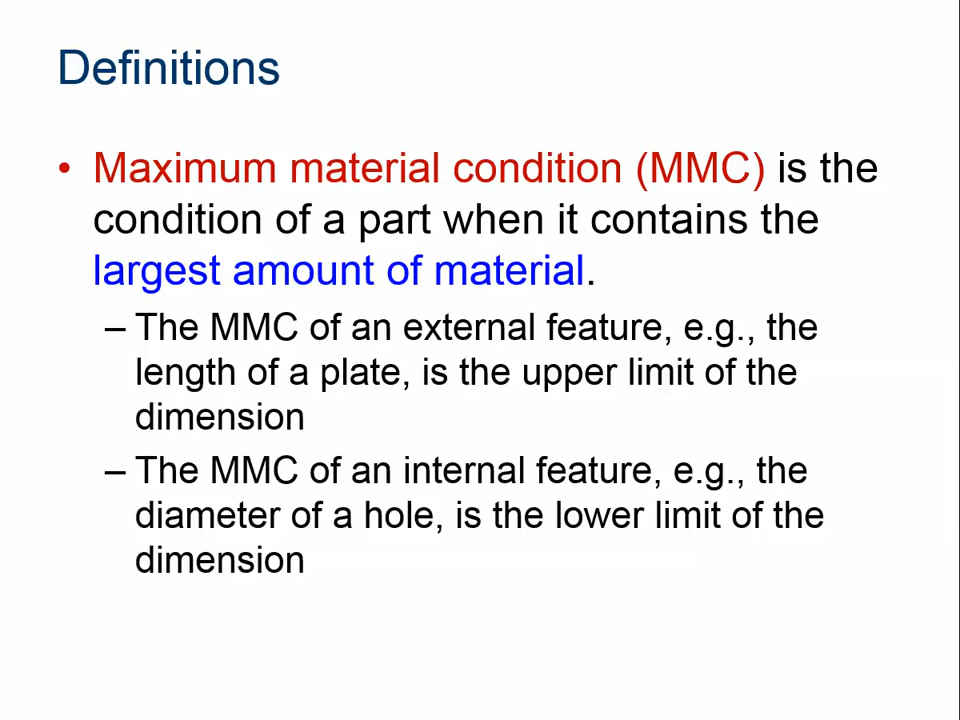 Definitions
• Maximum material condition (MMC) is the
condition of a part when it contains the
largest amount of material.
– The MMC of an external feature, e.g., the
length of a plate, is the upper limit of the
dimension
– The MMC of an internal feature, e.g., the
diameter of a hole, is the lower limit of the
dimension